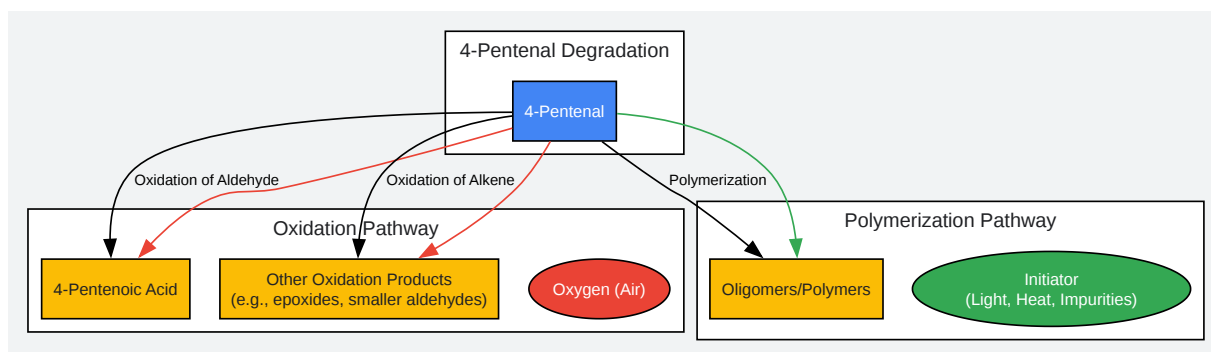 4-Pentenal Degradation
4-Pentenal
Oxidation of Aldehyde
Oxidation of Alkene
Polymerization
Oxidation Pathway
4-Pentenoic Acid
Other Oxidation Products
(e.g., epoxides, smaller aldehydes)
Oxygen (Air)
Polymerization Pathway
Oligomers/Polymers
Initiator
(Light, Heat, Impurities)